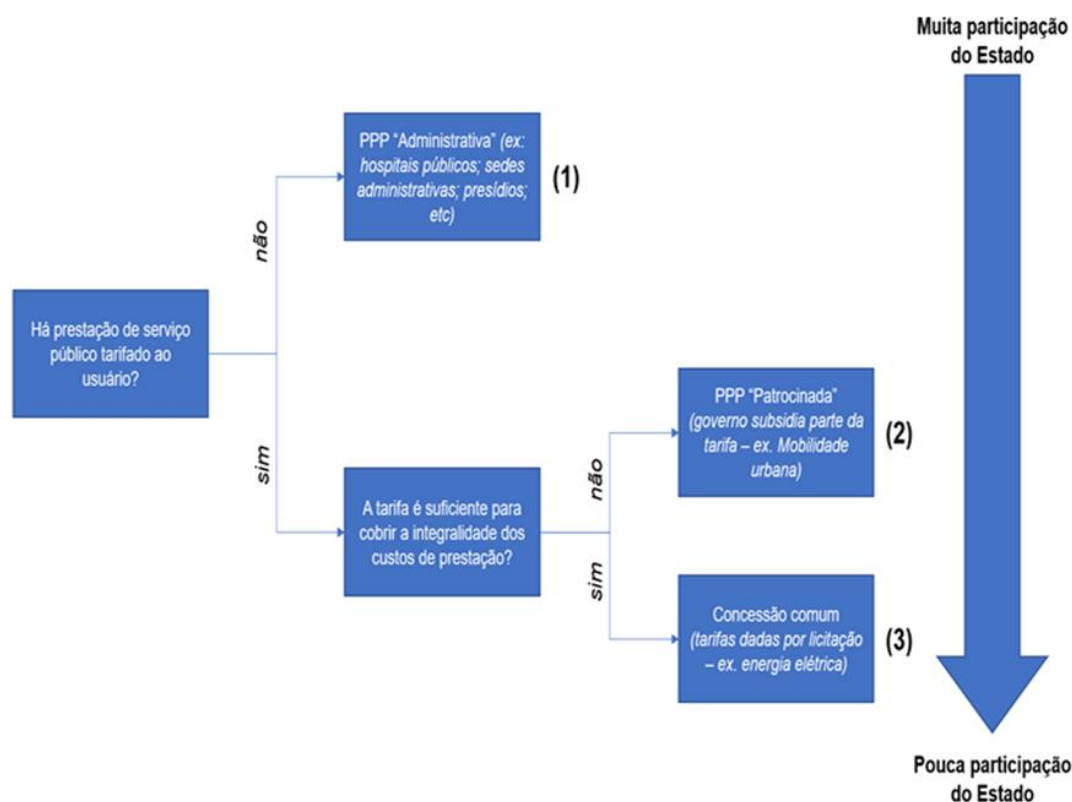 Muita participação
do Estado
PPP “Administrativa” (ex:
hospitais públicos; sedes
administrativas; presídios;
etc)
(1)
não
Há prestação de serviço
público tarifado ao
usuário?
sim
A tarifa é suficiente para
cobrir a integralidade dos
custos de prestação?
não
PPP “Patrocinada”
(governo subsidia parte da
tarifa – ex. Mobilidade
urbana)
(2)
sim
Concessão comum
(tarifas dadas por licitação
– ex. energia elétrica)
(3)
Pouca participação
do Estado